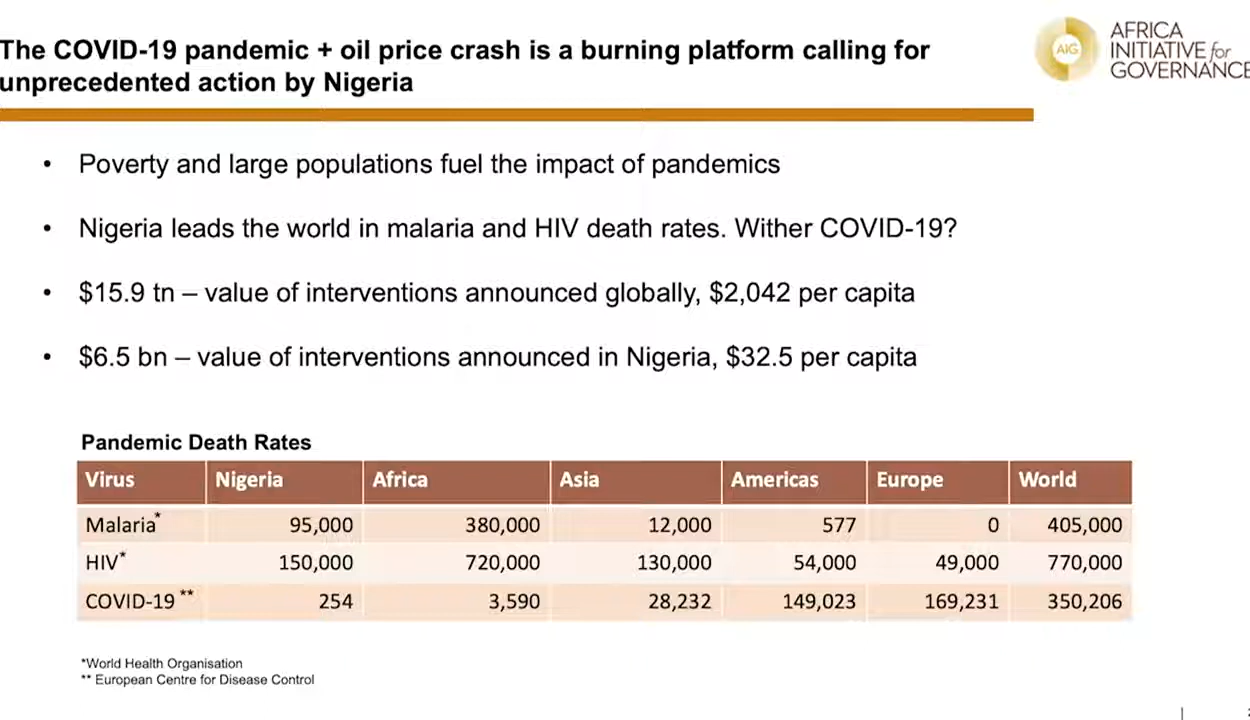 The COVID-19 pandemic + oil price crash is a burning platform calling for
unprecedented action by Nigeria
AIG
AFRICA
INITIATIVE for
GOVERNANCE
• Poverty and large populations fuel the impact of pandemics
• Nigeria leads the world in malaria and HIV death rates. Wither COVID-19?
• $15.9 tn – value of interventions announced globally, $2,042 per capita
• $6.5 bn – value of interventions announced in Nigeria, $32.5 per capita
Pandemic Death Rates
Virus Nigeria Africa Asia Americas Europe World
Malaria* 95,000 380,000 12,000 577 0 405,000
HIV* 150,000 720,000 130,000 54,000 49,000 770,000
COVID-19 ** 254 3,590 28,232 149,023 169,231 350,206
*World Health Organisation
** European Centre for Disease Control
|